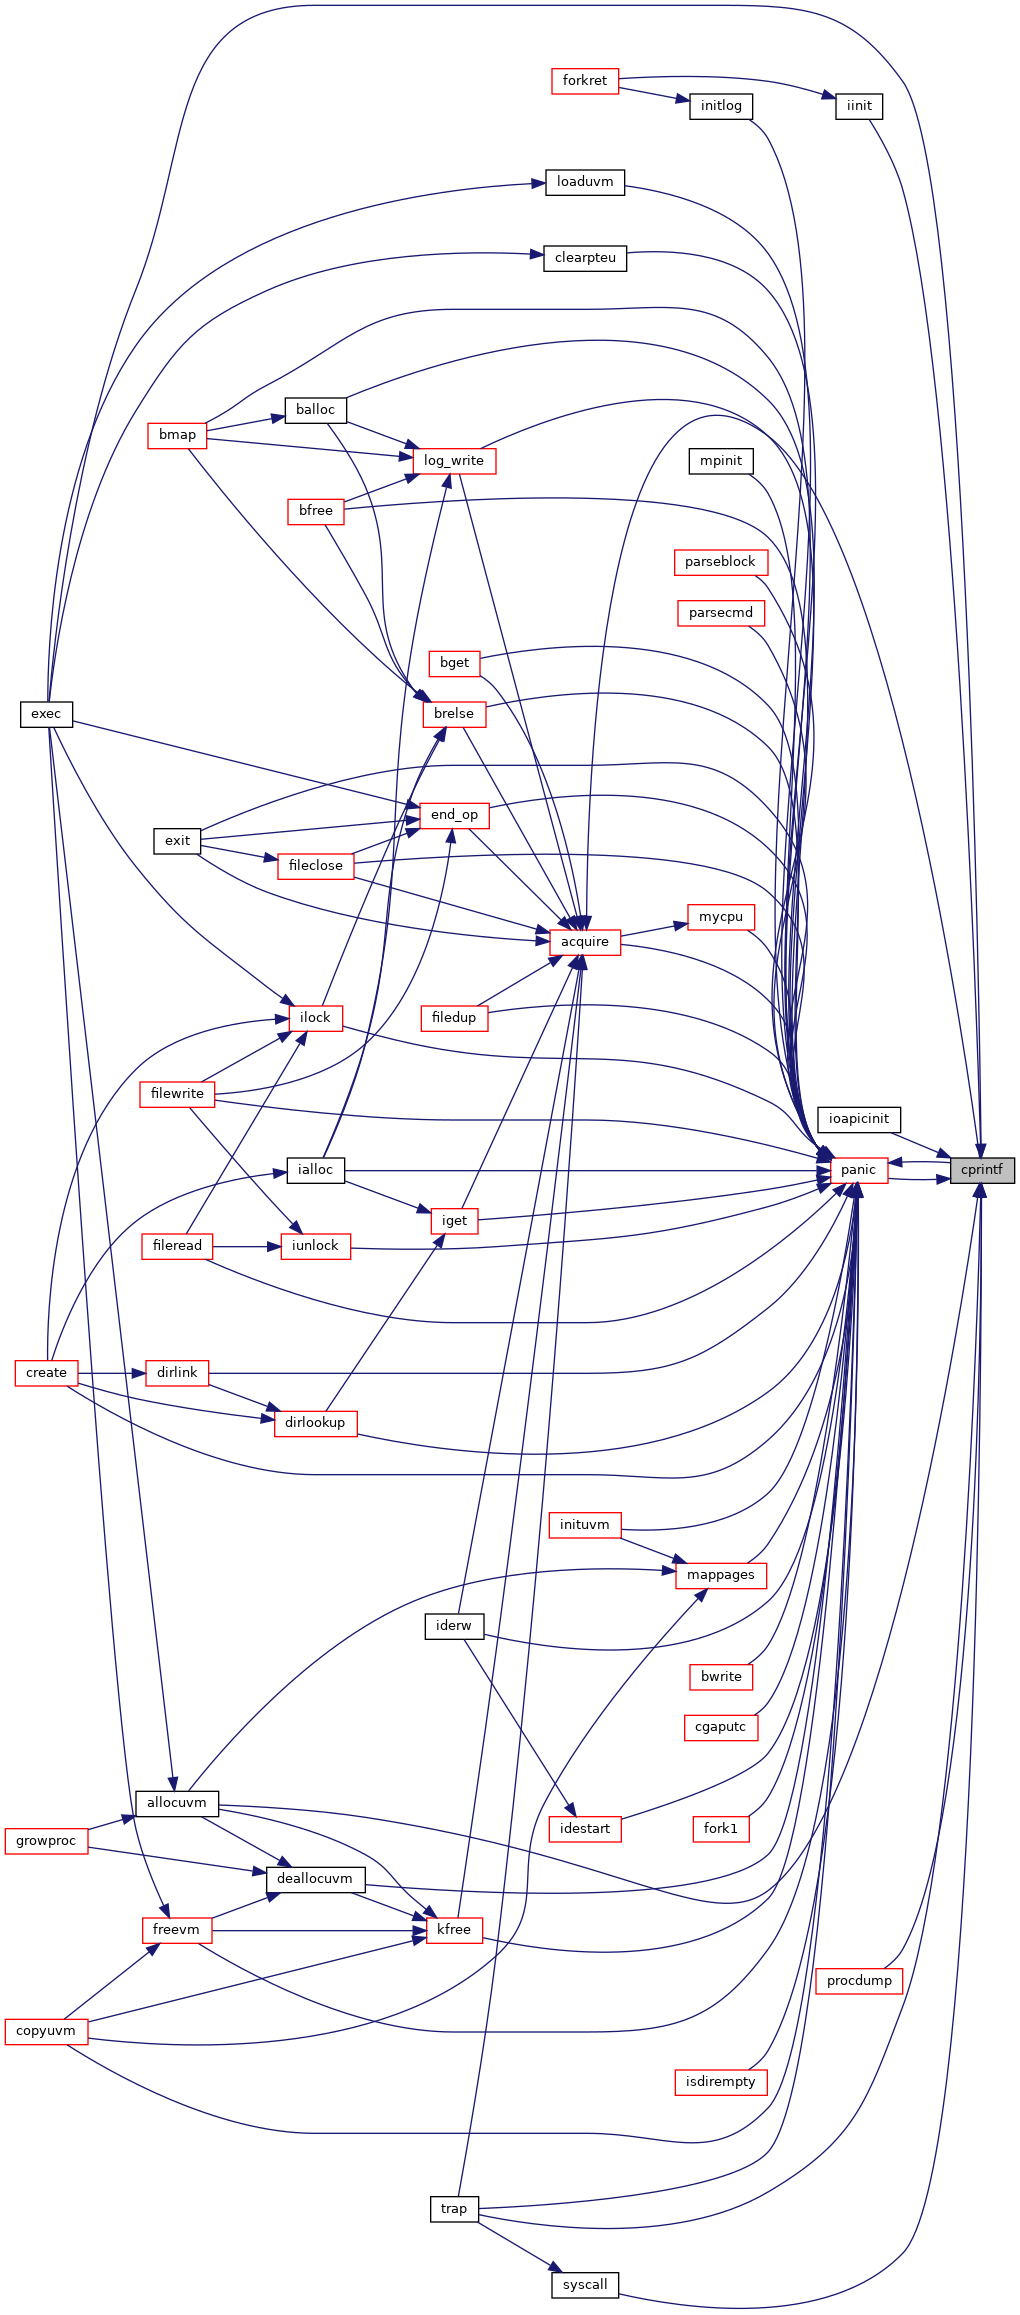 forkret
initlog
iinit
loaduvm
clearpteu
balloc
bmap
log_write
mpinit
bfree
parseblock
parsecmd
bget
exec
brelse
end_op
exit
fileclose
mycpu
acquire
ilock
filedup
filewrite
ioapicinit
ialloc
panic
cprintf
iget
fileread
iunlock
create
dirlink
dirlookup
inituvm
mappages
iderw
bwrite
cgaputc
allocuvm
growproc
idestart
fork1
deallocuvm
freevm
kfree
procdump
copyuvm
isdirempty
trap
syscall